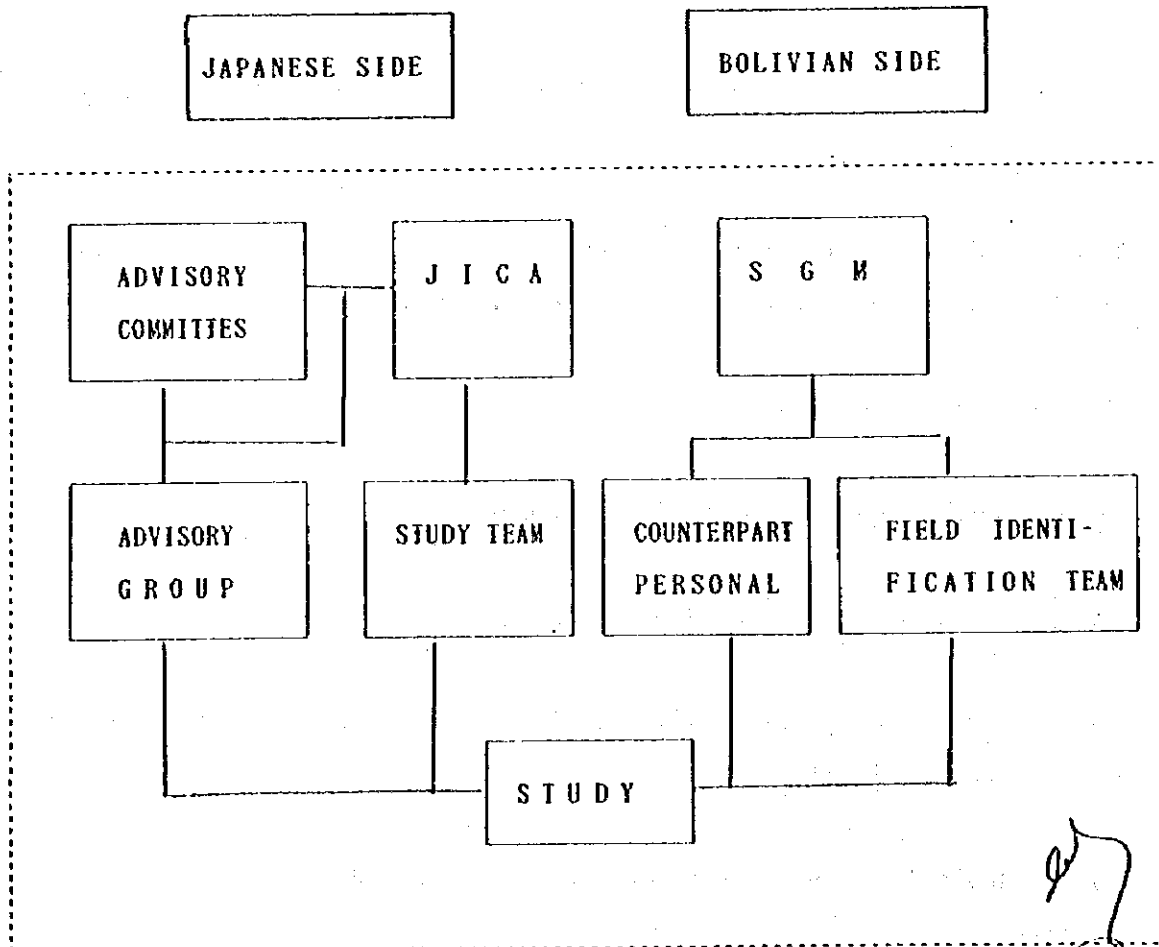 JAPANESE SIDE
BOLIVIAN SIDE
ADVISORY
COMMITTES
J I C A
S G M
ADVISORY
G R O U P
STUDY TEAM
COUNTERPART
PERSONAL
FIELD IDENTI-
FICATION TEAM
S T U D Y